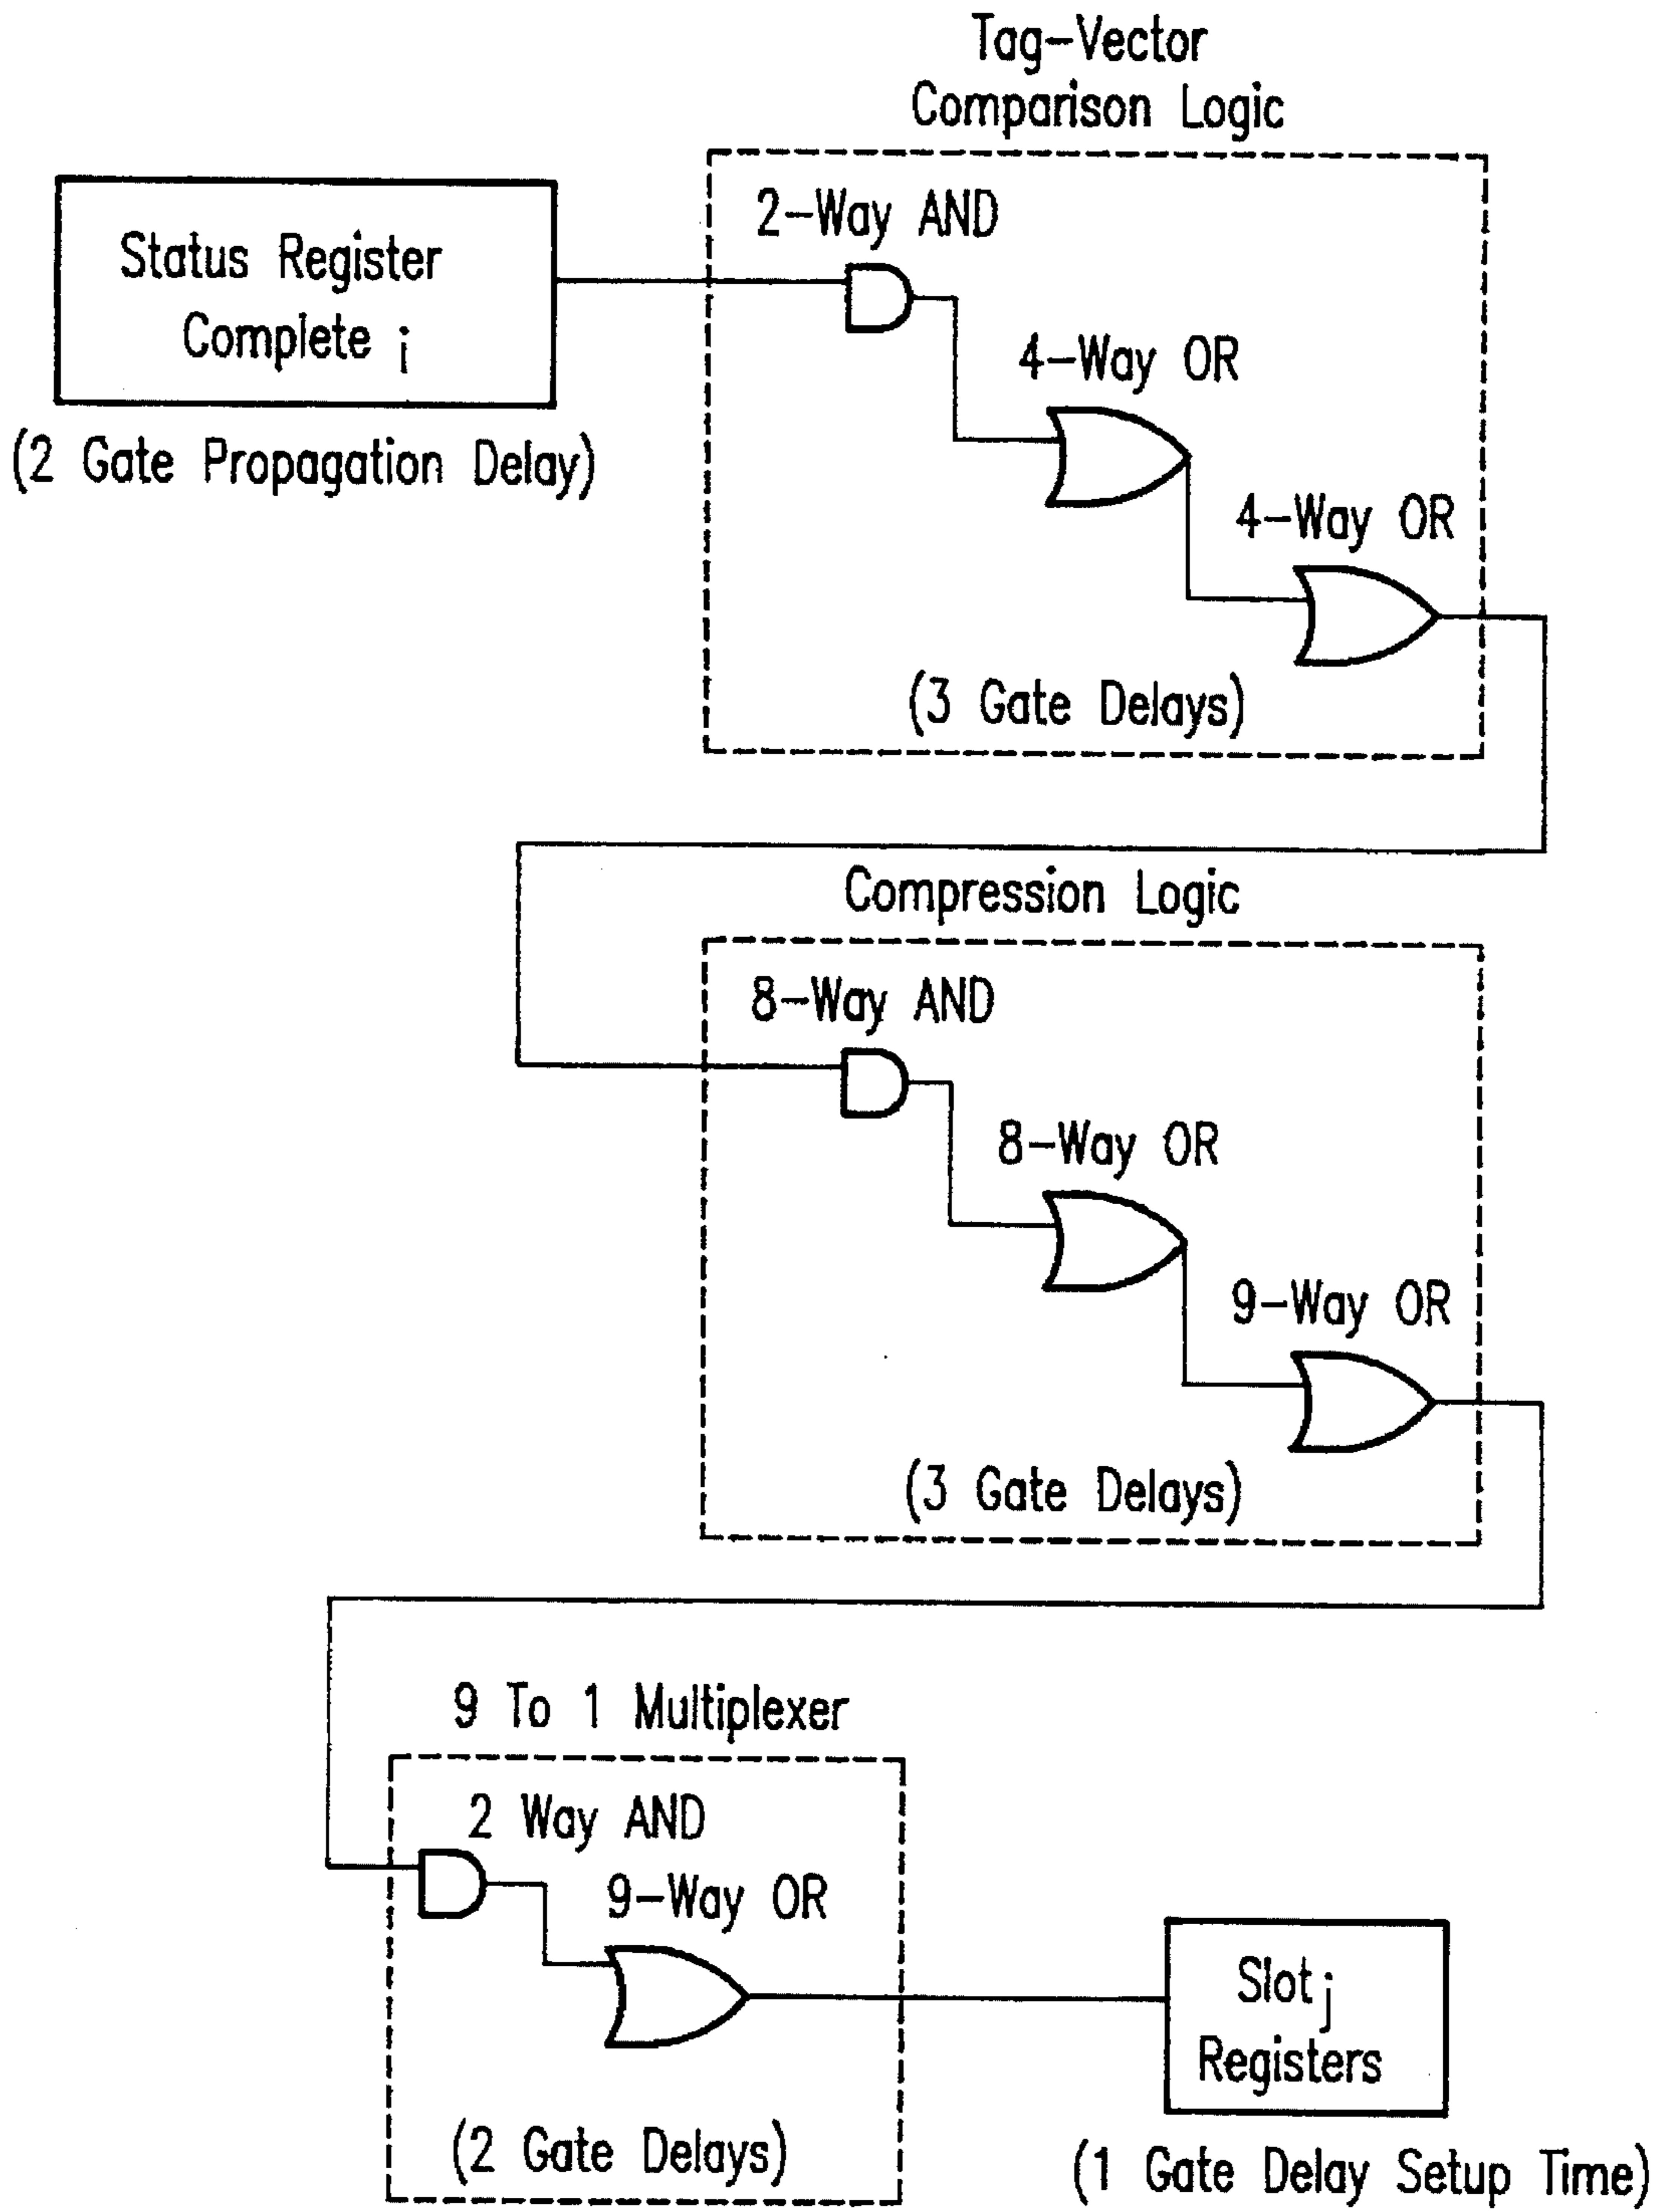 Tag-Vector
Comparison Logic
2-Way AND
Status Register
Complete i
4-Way OR
(2 Gate Propagation Delay)
4-Way OR
(3 Gate Delays)
Compression Logic
8-Way AND
8-Way OR
9-Way OR
(3 Gate Delays)
9 To 1 Multiplexer
2 Way AND
9-Way OR
Slot j
Registers
(2 Gate Delays)
(1 Gate Delay Setup Time)